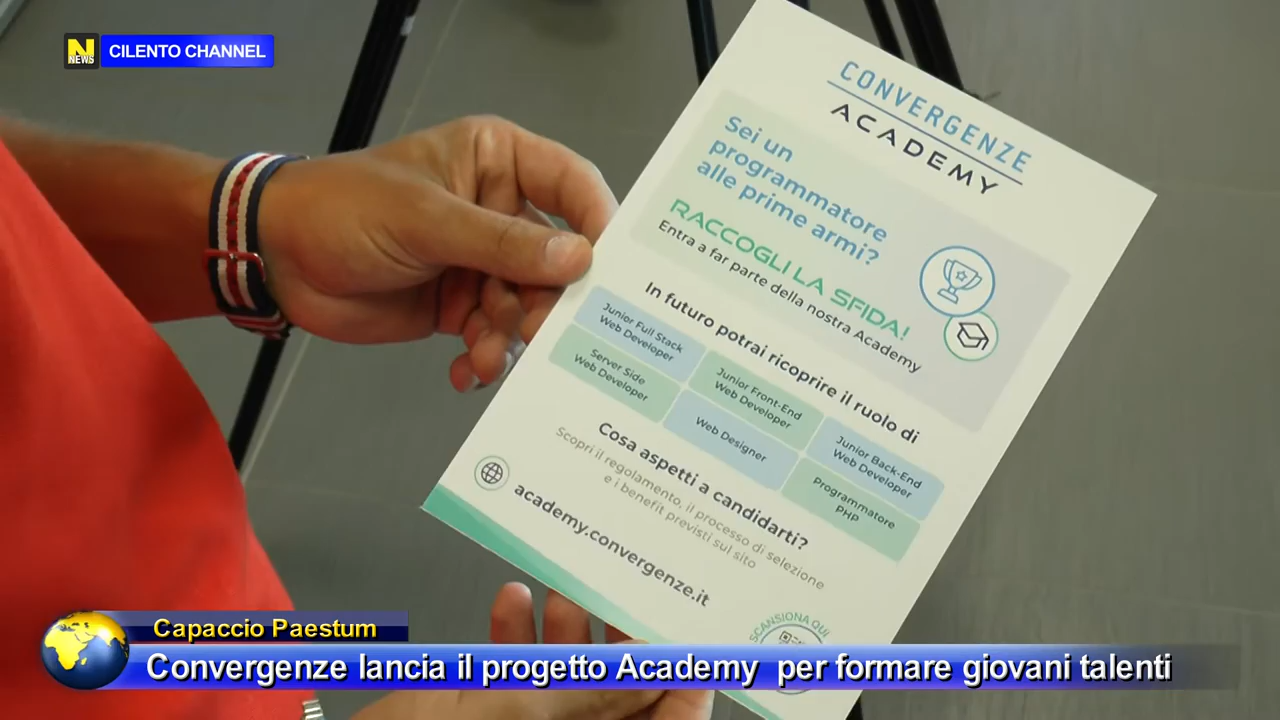 N
NEWS
CILENTO CHANNEL
CONVERGENZE
ACADEMY
Sei un
programmatore
alle prime armi?
RACCOGLI LA SFIDA!
Entra a far parte della nostra Academy
In futuro potrai ricoprire il ruolo di
Junior Full Stack
Web Developer
Junior Front-End
Web Developer
Junior Back-End
Web Developer
Server Side
Web Developer
Web Designer
Programmatore
PHP
Cosa aspetti a candidarti?
Scopri il regolamento, il processo di selezione
e i benefit previsti sul sito
academy.convergenze.it
SCANSIONA QUI
Capaccio Paestum
Convergenze lancia il progetto Academy per formare giovani talenti